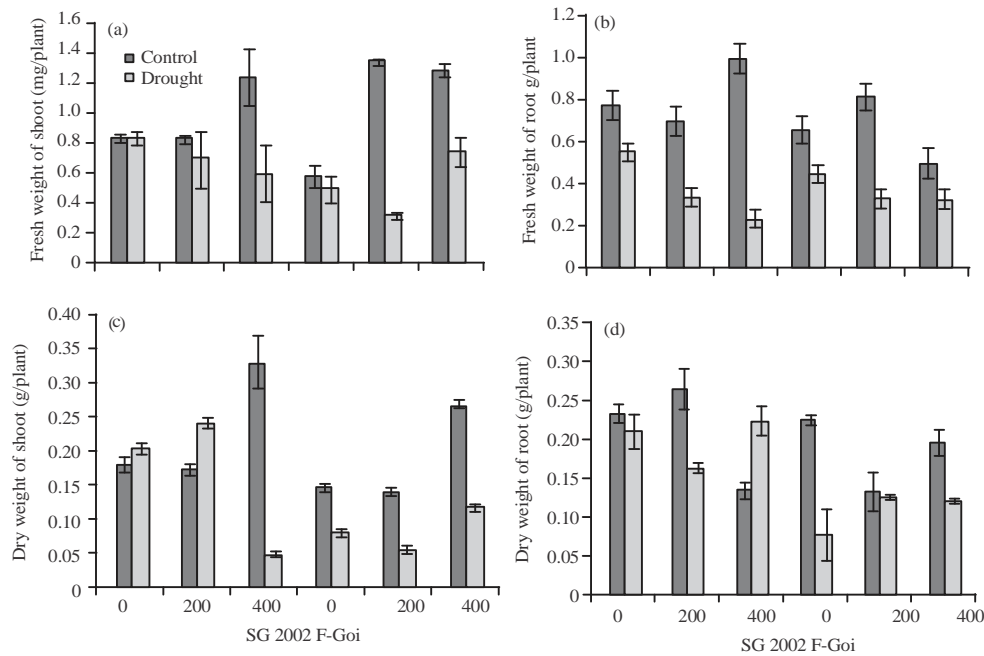 (a)
Control
Drought
Fresh weight of shoot (mg/plant)
1.6
1.4
1.2
1.0
0.8
0.6
0.4
0.2
0
(b)
Fresh weight of root g/plant
1.2
1.0
0.8
0.6
0.4
0.2
0
(c)
Dry weight of shoot (g/plant)
0.40
0.35
0.30
0.25
0.20
0.15
0.10
0.05
0
0 200 400 0 200 400
SG 2002 F-Goi
(d)
Dry weight of root (g/plant)
0.35
0.30
0.25
0.20
0.15
0.10
0.05
0
0 200 400 0 200 400
SG 2002 F-Goi